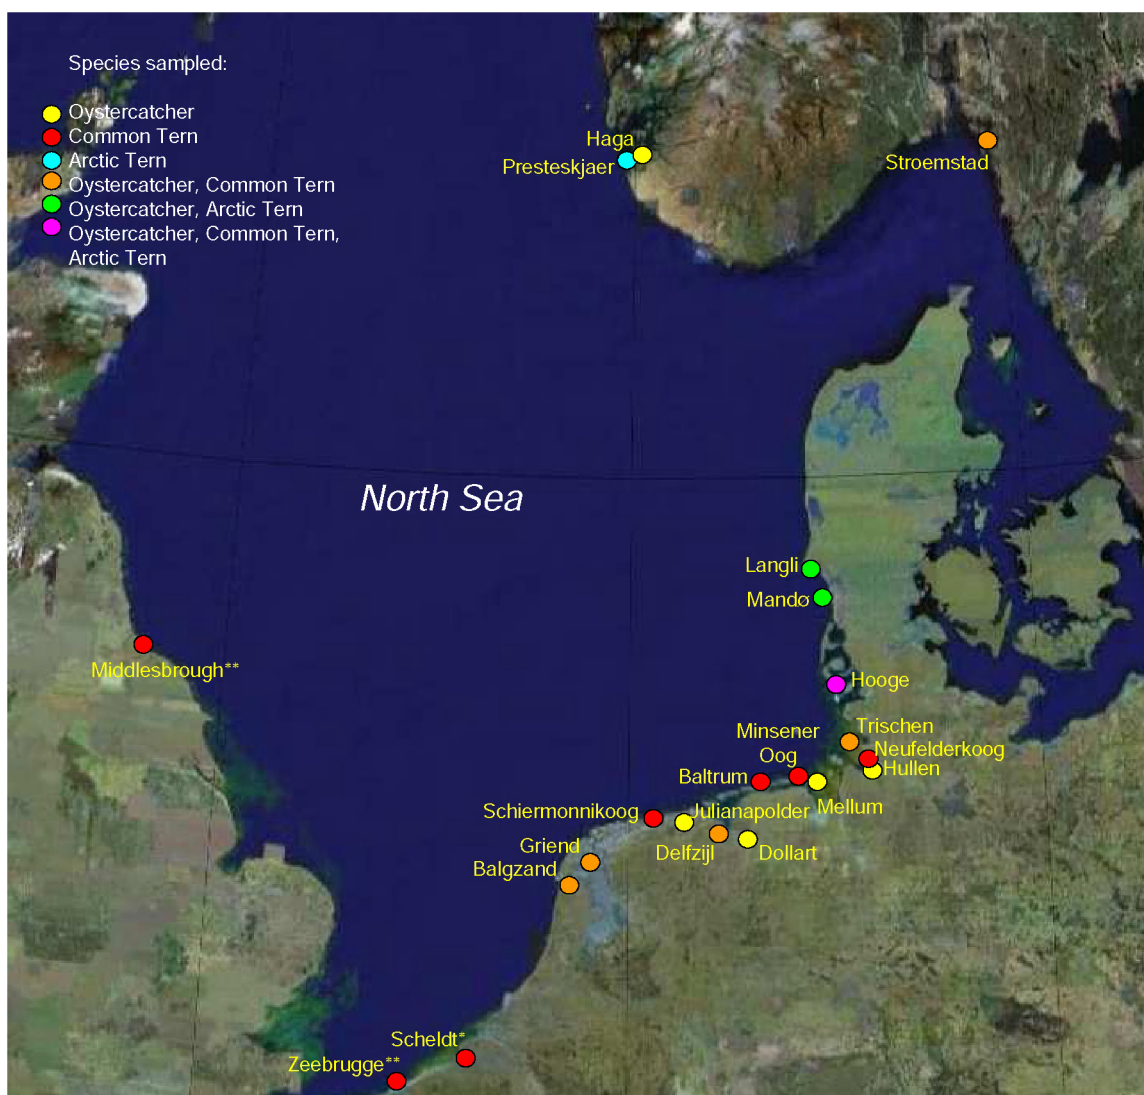 Species sampled:
Oystercatcher
Common Tern
Arctic Tern
Oystercatcher, Common Tern
Oystercatcher, Arctic Tern
Oystercatcher, Common Tern,
Arctic Tern
Haga
Presteskjaer
Stroemstad
North Sea
Langli
Mandø
Middlesbrough**
Hooge
Trischen
Minsener
Oog
Neufelderkoog
Hullen
Baltrum
Mellum
Schiermonnikoog
Julianapolder
Griend
Delfzijl
Dollart
Balgzand
Scheldt*
Zeebrugge**